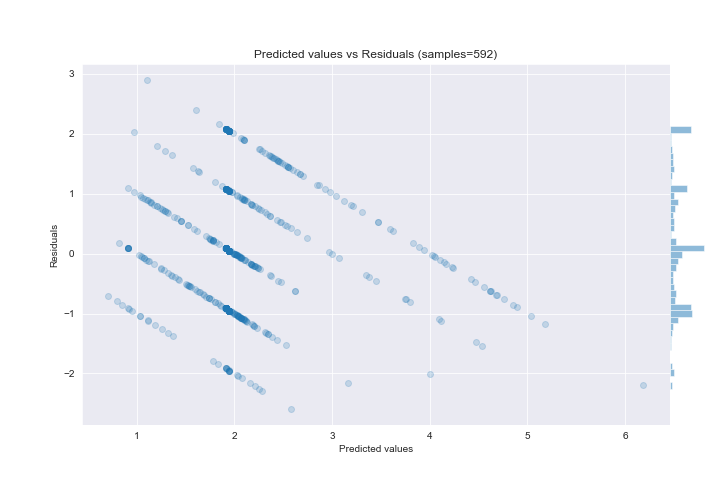 Predicted values vs Residuals (samples=592)
3
2
1
0
−1
−2
Residuals
1 2 3 4 5 6
Predicted values